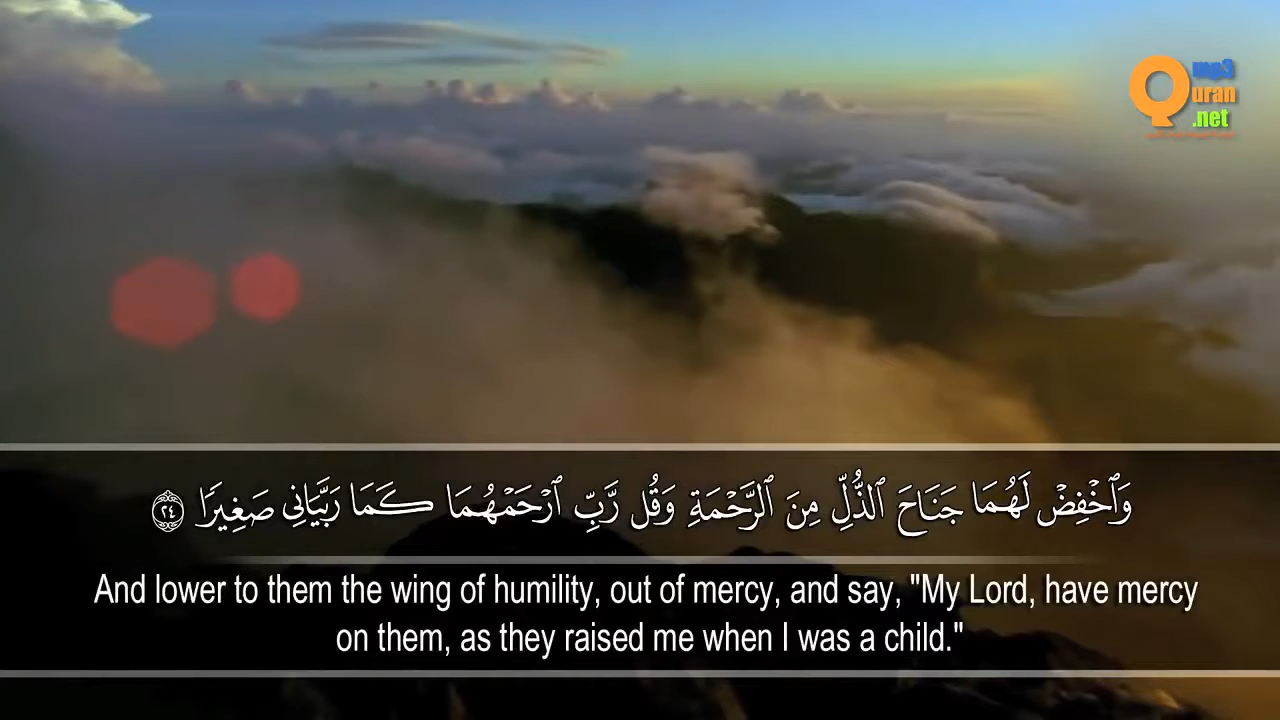 mp3
Quran
.net
وَٱخْفِضْ لَهُمَا جَنَاحَ ٱلذُّلِّ مِنَ ٱلرَّحْمَةِ وَقُل رَّبِّ ٱرْحَمْهُمَا كَمَا رَبَّيَانِى صَغِيرًا ٢٤
And lower to them the wing of humility, out of mercy, and say, "My Lord, have mercy
on them, as they raised me when I was a child."